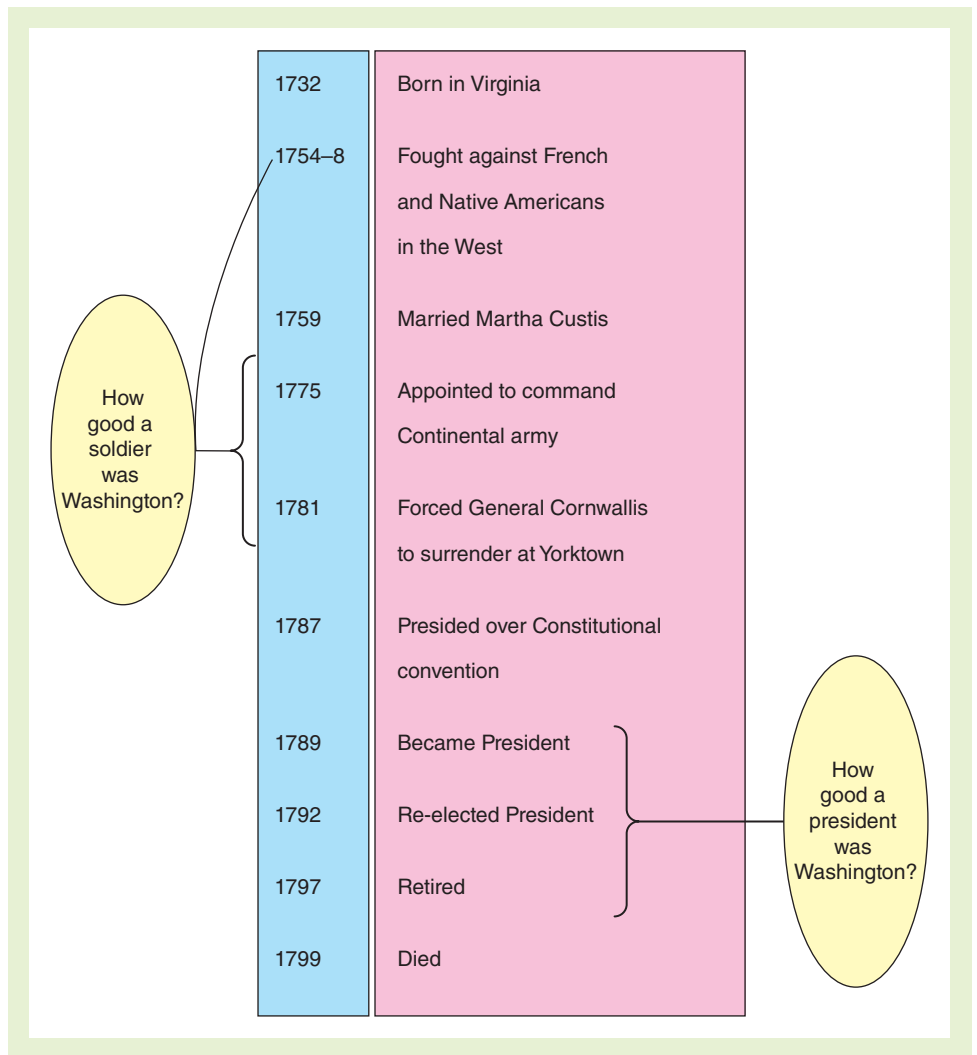 1732 Born in Virginia
1754–8 Fought against French
and Native Americans
in the West
1759 Married Martha Custis
1775 Appointed to command
Continental army
1781 Forced General Cornwallis
to surrender at Yorktown
1787 Presided over Constitutional
convention
1789 Became President
1792 Re-elected President
1797 Retired
1799 Died
How
good a
soldier
was
Washington?
How
good a
president
was
Washington?